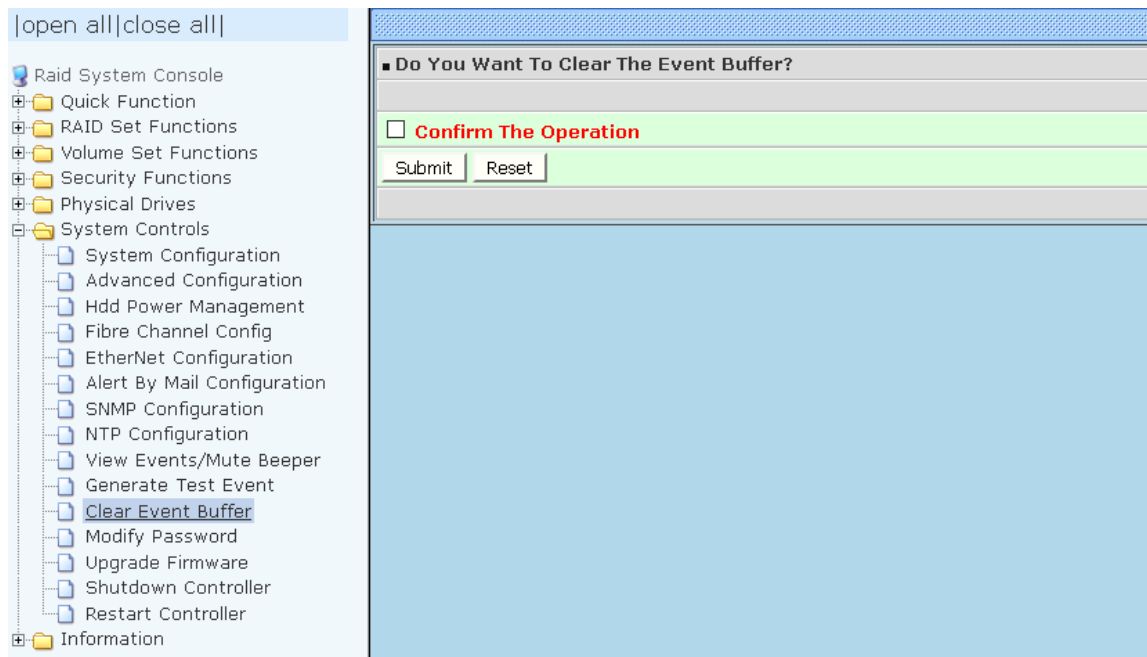 |open all|close all|
Raid System Console
Quick Function
RAID Set Functions
Volume Set Functions
Security Functions
Physical Drives
System Controls
System Configuration
Advanced Configuration
Hdd Power Management
Fibre Channel Config
EtherNet Configuration
Alert By Mail Configuration
SNMP Configuration
NTP Configuration
View Events/Mute Beeper
Generate Test Event
Clear Event Buffer
Modify Password
Upgrade Firmware
Shutdown Controller
Restart Controller
Information
Do You Want To Clear The Event Buffer?
Confirm The Operation
Submit Reset